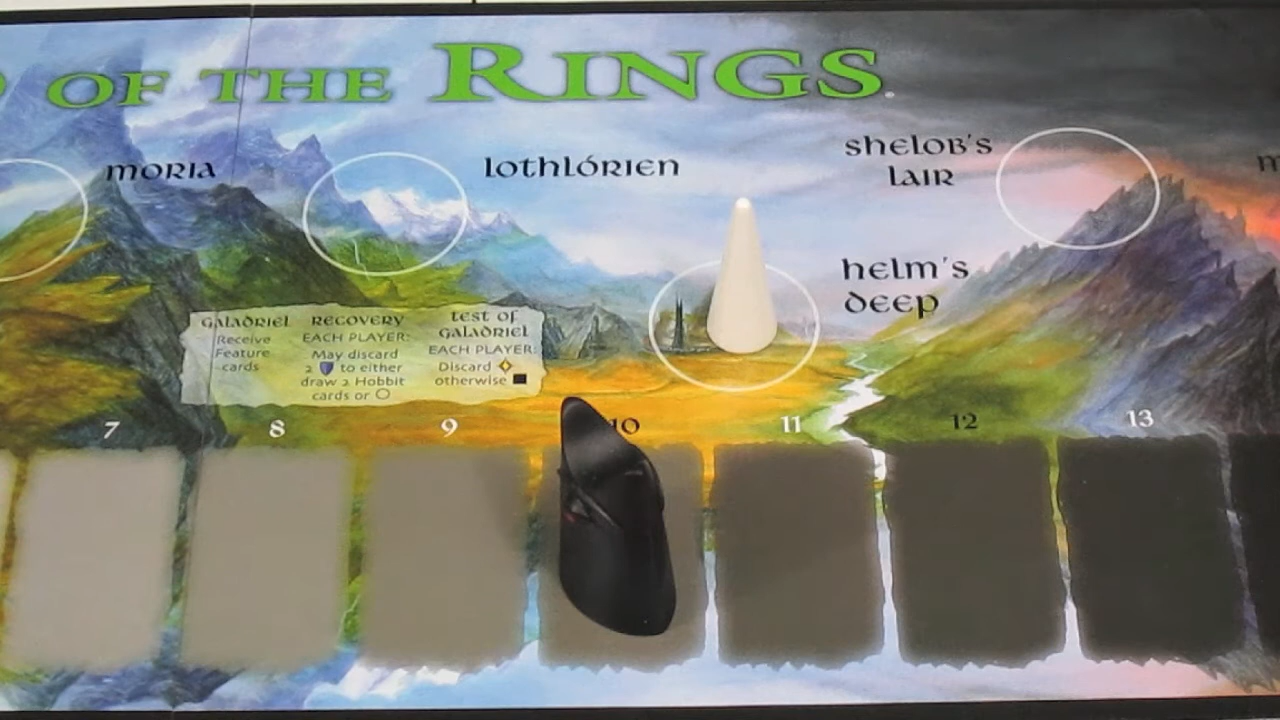 OF THE RINGS.
MORIA
LOTHLÓRIEN
SHELOB'S
LAIR
HELM'S
DEEP
GALADRIEL
Receive
Feature
cards
RECOVERY
EACH PLAYER:
May discard
2 to either
draw 2 Hobbit
cards or
TEST OF
GALADRIEL
EACH PLAYER:
Discard
otherwise
7 8 9 10 11 12 13